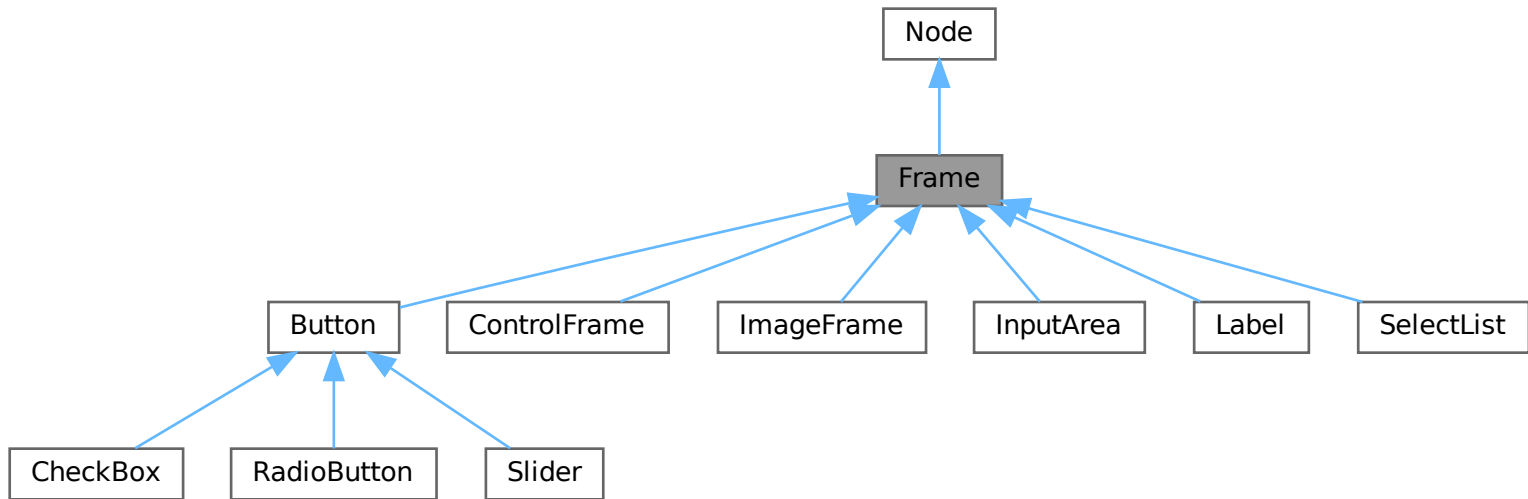 Node
Frame
Button
ControlFrame
ImageFrame
InputArea
Label
SelectList
CheckBox
RadioButton
Slider